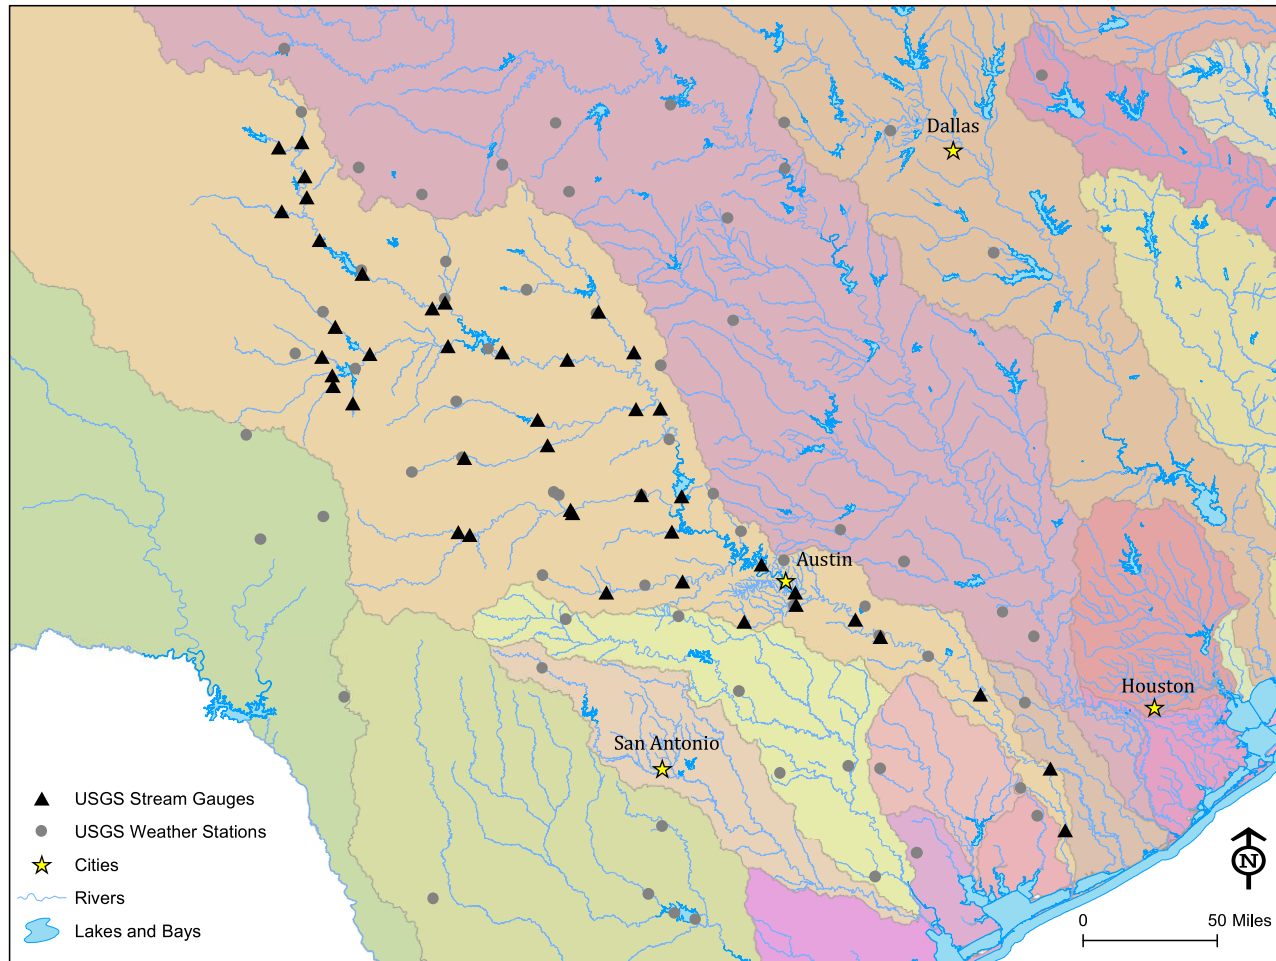 Dallas
Austin
Houston
San Antonio
USGS Stream Gauges
USGS Weather Stations
Cities
Rivers
Lakes and Bays
N
0 50 Miles